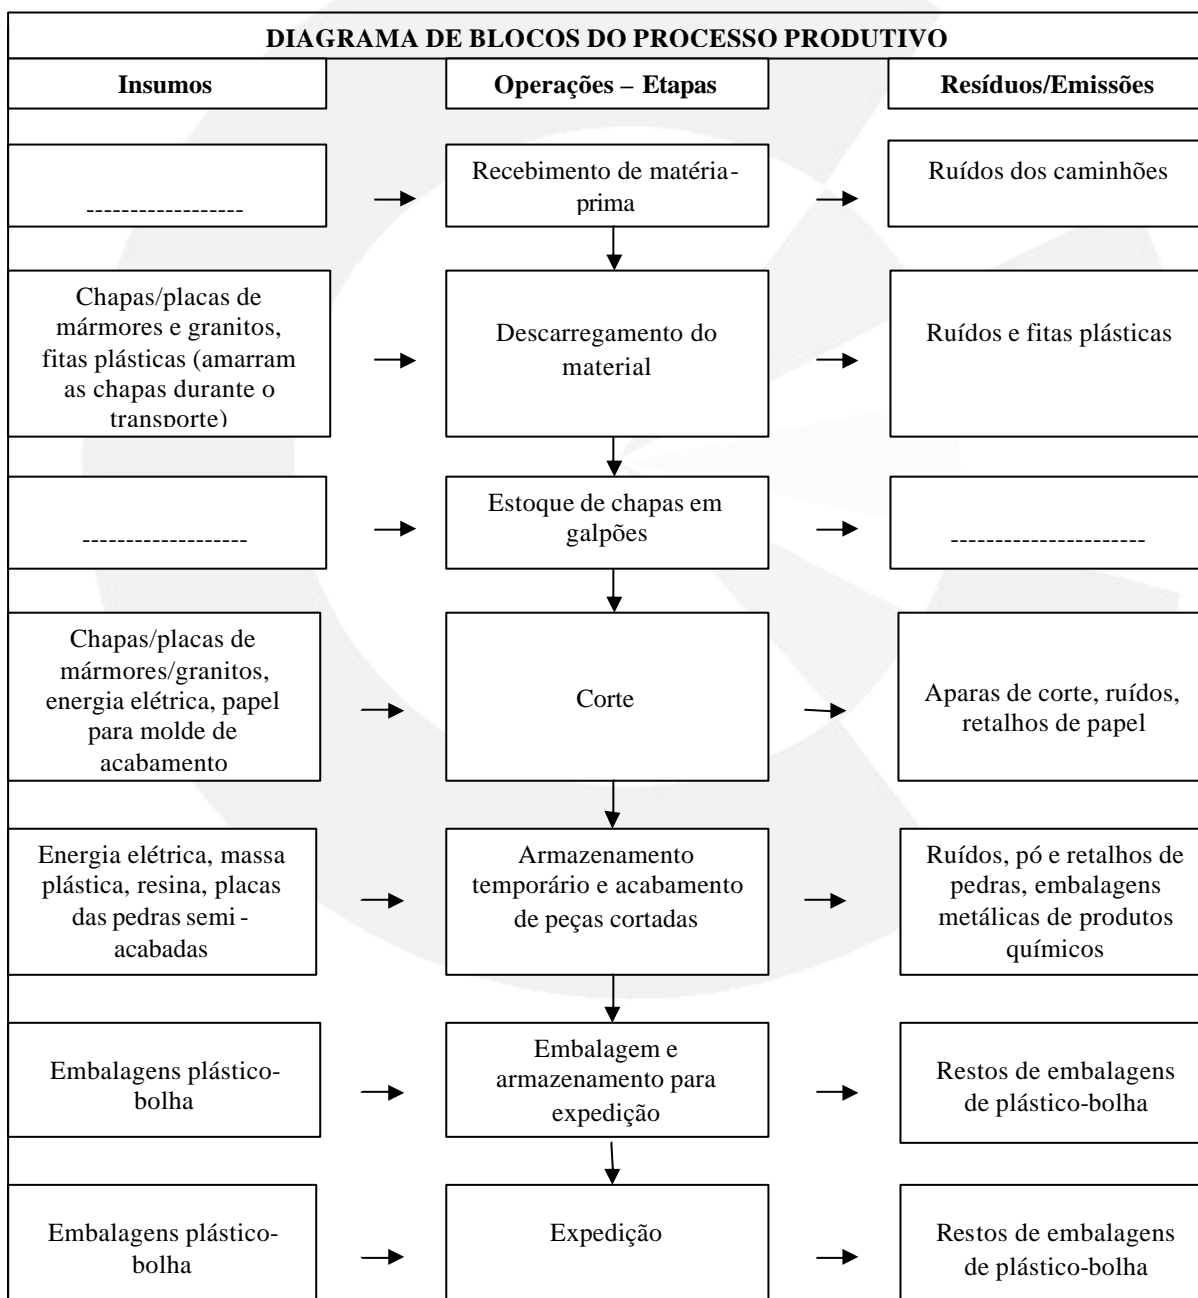 DIAGRAMA DE BLOCOS DO PROCESSO PRODUTIVO
Insumos
Operações – Etapas
Resíduos/Emissões
------------------
Recebimento de matéria-
prima
Ruídos dos caminhões
Chapas/placas de
mármores e granitos,
fitas plásticas (amarram
as chapas durante o
transporte)
Descarregamento do
material
Ruídos e fitas plásticas
-------------------
Estoque de chapas em
galpões
----------------------
Chapas/placas de
mármores/granitos,
energia elétrica, papel
para molde de
acabamento
Corte
Aparas de corte, ruídos,
retalhos de papel
Energia elétrica, massa
plástica, resina, placas
das pedras semi-
acabadas
Armazenamento
temporário e acabamento
de peças cortadas
Ruídos, pó e retalhos de
pedras, embalagens
metálicas de produtos
químicos
Embalagens plástico-
bolha
Embalagem e
armazenamento para
expedição
Restos de embalagens
de plástico-bolha
Embalagens plástico-
bolha
Expedição
Restos de embalagens
de plástico-bolha